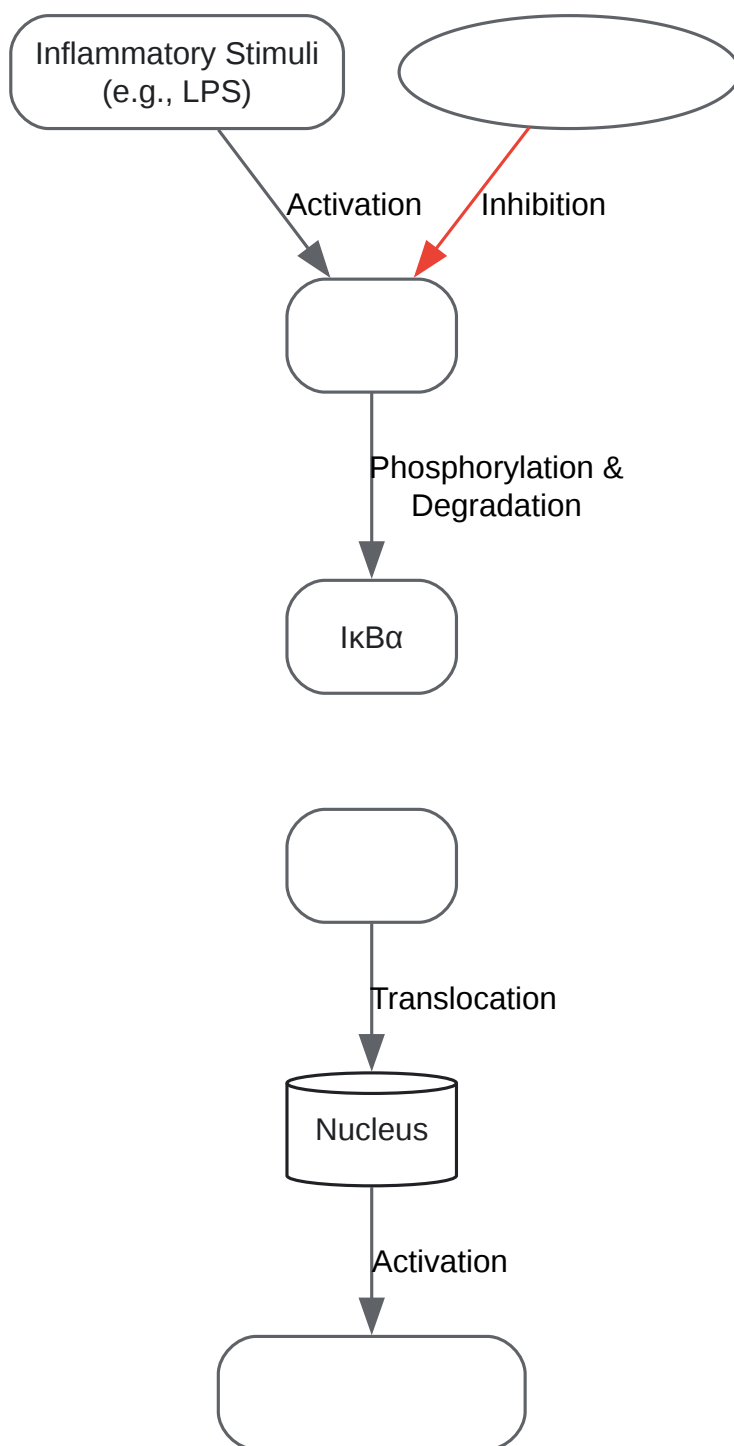 Inflammatory Stimuli
(e.g., LPS)
Activation
Inhibition
Phosphorylation &
Degradation
IκBα
Translocation
Nucleus
Activation